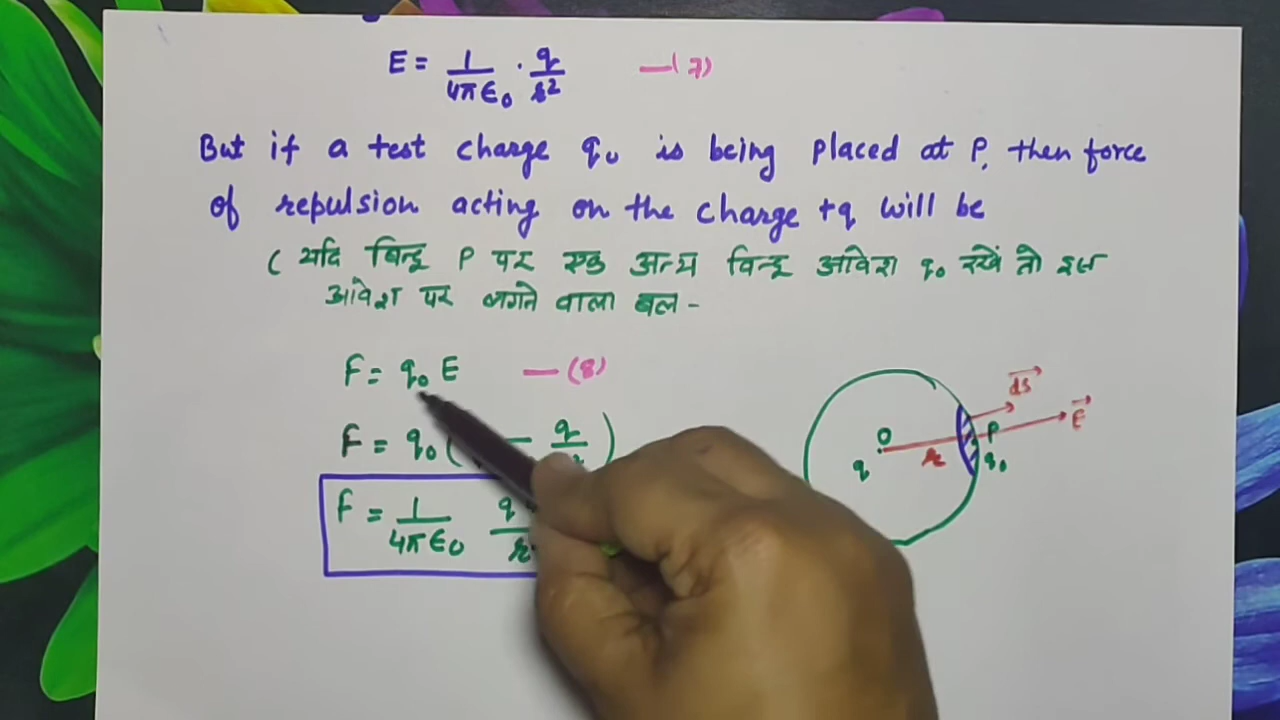 E = 1/4πϵ₀ · q/r² —(7)
But if a test charge q₀ is being placed at P, then force
of repulsion acting on the charge +q will be
( यदि बिन्दू P पर एक अन्य बिन्दू आवेश q₀ रखें तो इस
आवेश पर लगने वाला बल -
F = q₀ E —(8)
F = q₀ ( q )
F = 1/4πϵ₀ q/r
ds
E
O
P
q
r
q₀